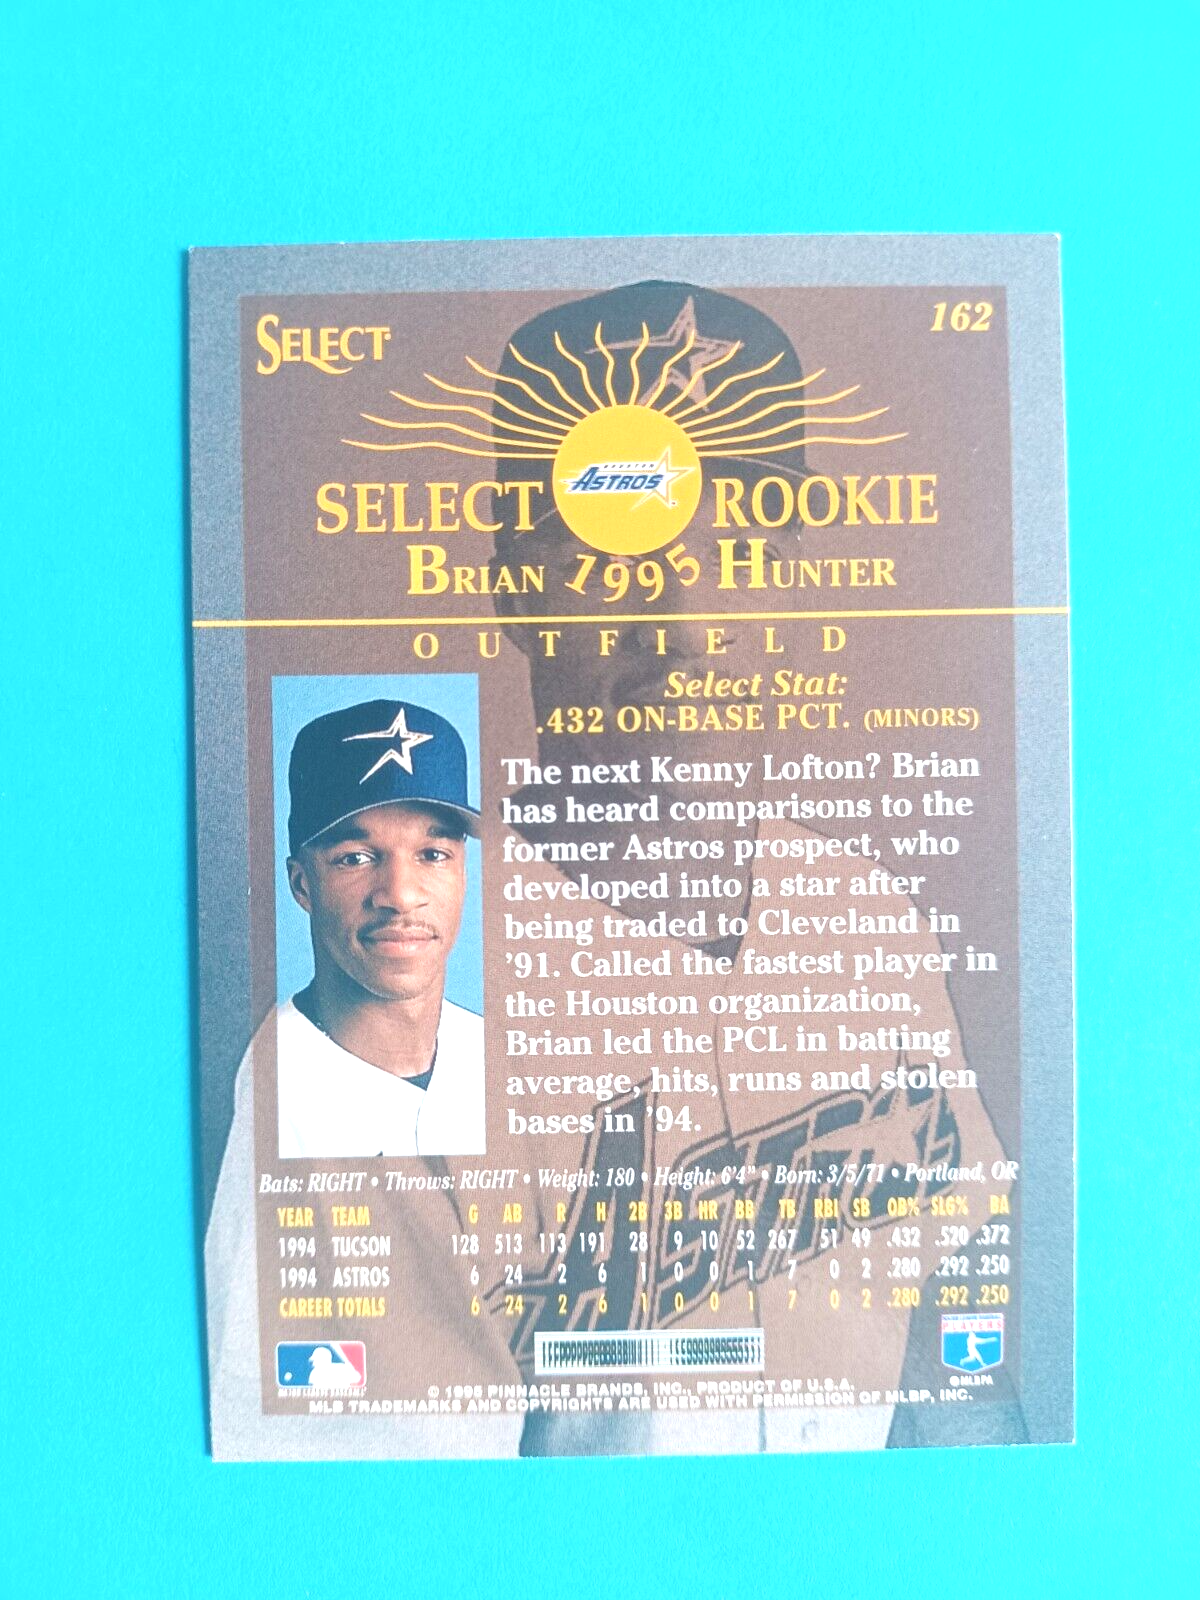 SELECT
162
HOUSTON
ASTROS
SELECT ROOKIE
BRIAN 1995 HUNTER
OUTFIELD
Select Stat:
.432 ON-BASE PCT. (MINORS)
The next Kenny Lofton? Brian
has heard comparisons to the
former Astros prospect, who
developed into a star after
being traded to Cleveland in
’91. Called the fastest player in
the Houston organization,
Brian led the PCL in batting
average, hits, runs and stolen
bases in ’94.
Bats: RIGHT • Throws: RIGHT • Weight: 180 • Height: 6'4" • Born: 3/5/71 • Portland, OR
YEAR TEAM G AB R H 2B 3B HR BB TB RBI SB OB% SLG% BA
1994 TUCSON 128 513 113 191 28 9 10 52 267 51 49 .432 .520 .372
1994 ASTROS 6 24 2 6 1 0 0 1 7 0 2 .280 .292 .250
CAREER TOTALS 6 24 2 6 1 0 0 1 7 0 2 .280 .292 .250
MAJOR LEAGUE BASEBALL
PLAYERS
©MLBPA
© 1995 PINNACLE BRANDS, INC., PRODUCT OF U.S.A.
MLB TRADEMARKS AND COPYRIGHTS ARE USED WITH PERMISSION OF MLBP, INC.